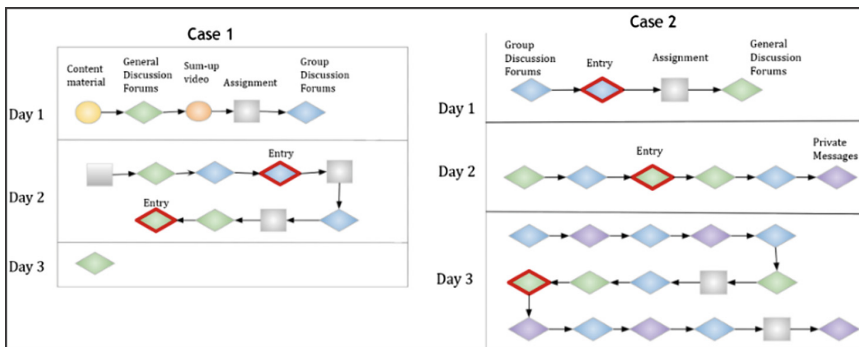 Case 1
Content
material
General
Discussion
Forums
Sum-up
video
Assignment
Group
Discussion
Forums
Day 1
Entry
Day 2
Entry
Day 3
Case 2
Group
Discussion
Forums
Entry
Assignment
General
Discussion
Forums
Day 1
Entry
Private
Messages
Day 2
Day 3